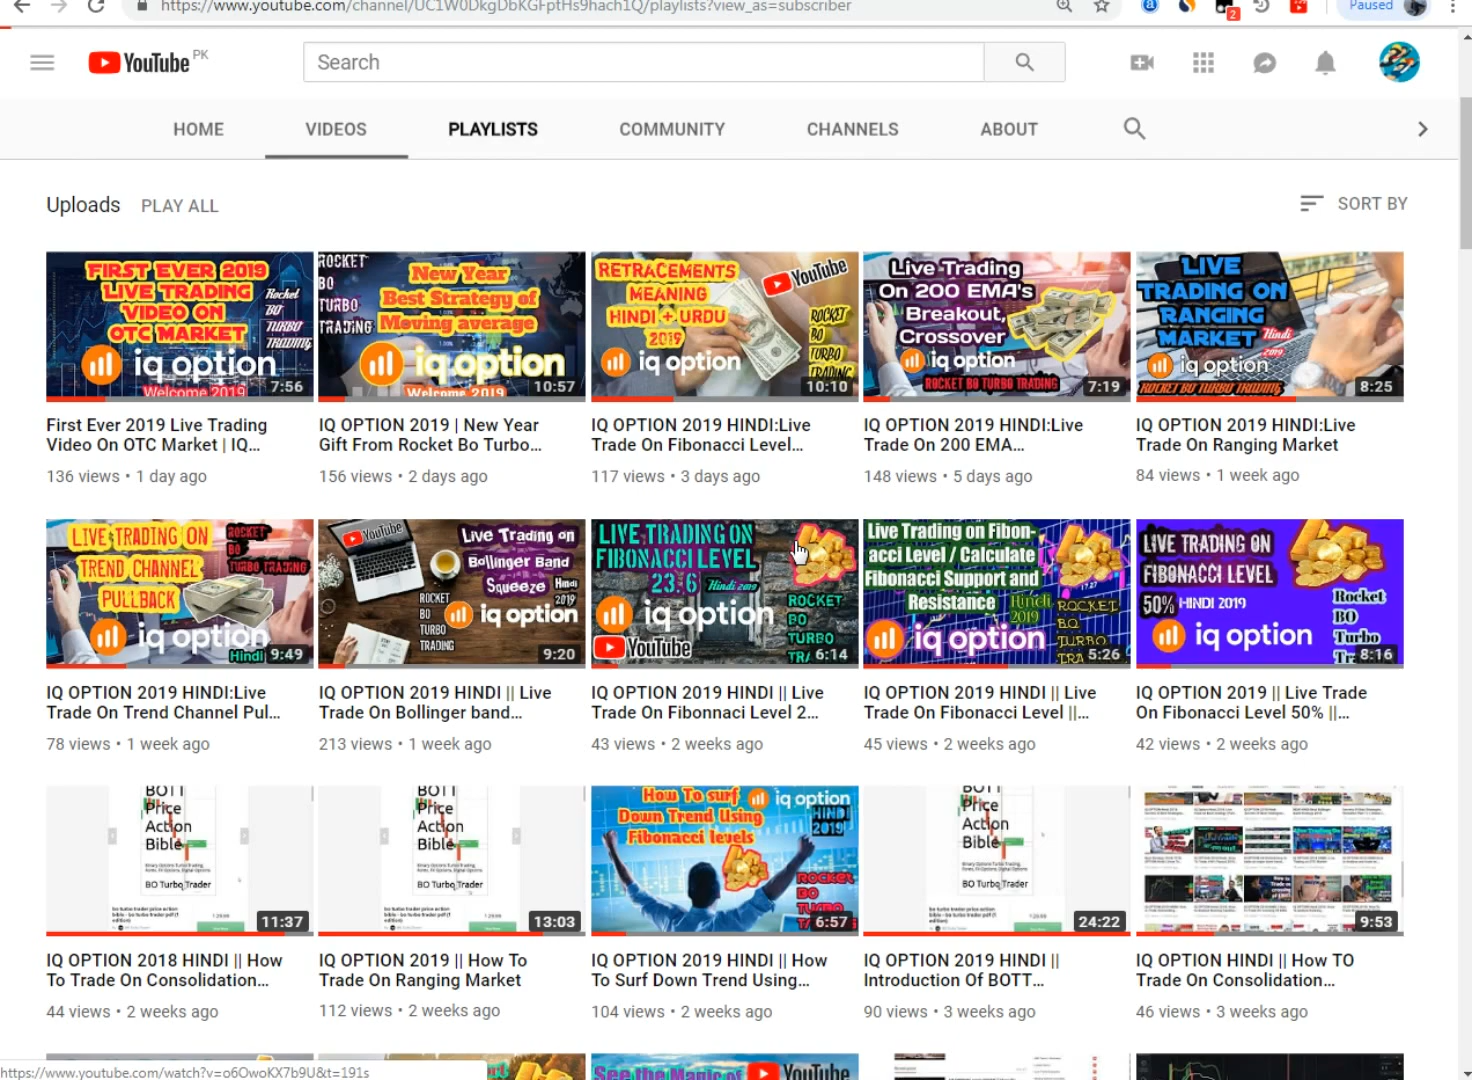 https://www.youtube.com/channel/UC1W0DkgDbKGFptHs9hach1Q/playlists?view_as=subscriber
2
Paused
YouTube PK
Search
HOME
VIDEOS
PLAYLISTS
COMMUNITY
CHANNELS
ABOUT
Uploads
PLAY ALL
SORT BY
FIRST EVER 2019
LIVE TRADING
VIDEO ON
OTC MARKET
Rocket
BO
TURBO
TRADING
iq option
Welcome 2019
7:56
ROCKET
BO
TURBO
TRADING
New Year
Best Strategy of
Moving average
iq option
Welcome 2019
10:57
RETRACEMENTS
MEANING
HINDI + URDU
2019
YouTube
ROCKET
BO
TURBO
TRADING
iq option
10:10
Live Trading
On 200 EMA's
Breakout,
Crossover
iq option
ROCKET BO TURBO TRADING
7:19
LIVE
TRADING ON
RANGING
MARKET
Hindi
2019
iq option
ROCKET BO TURBO TRADING
8:25
First Ever 2019 Live Trading
Video On OTC Market | IQ...
136 views • 1 day ago
IQ OPTION 2019 | New Year
Gift From Rocket Bo Turbo...
156 views • 2 days ago
IQ OPTION 2019 HINDI:Live
Trade On Fibonacci Level...
117 views • 3 days ago
IQ OPTION 2019 HINDI:Live
Trade On 200 EMA...
148 views • 5 days ago
IQ OPTION 2019 HINDI:Live
Trade On Ranging Market
84 views • 1 week ago
LIVE TRADING ON
TREND CHANNEL
PULLBACK
ROCKET
BO
TURBO TRADING
iq option
Hindi
9:49
YouTube
Live Trading on
Bollinger Band
Squeeze
Hindi
2019
ROCKET
BO
TURBO
TRADING
iq option
9:20
LIVE TRADING ON
FIBONACCI LEVEL
23.6
Hindi 2019
iq option
YouTube
ROCKET
BO
TURBO
TRA
6:14
Live Trading on Fibon-
acci Level / Calculate
Fibonacci Support and
Resistance
Hindi
2019
ROCKET
BO
TURBO
TRA
iq option
5:26
LIVE TRADING ON
FIBONACCI LEVEL
50% HINDI 2019
iq option
Rocket
BO
Turbo
Tra
8:16
IQ OPTION 2019 HINDI:Live
Trade On Trend Channel Pul...
78 views • 1 week ago
IQ OPTION 2019 HINDI || Live
Trade On Bollinger band...
213 views • 1 week ago
IQ OPTION 2019 HINDI || Live
Trade On Fibonnaci Level 2...
43 views • 2 weeks ago
IQ OPTION 2019 HINDI || Live
Trade On Fibonacci Level ||...
45 views • 2 weeks ago
IQ OPTION 2019 || Live Trade
On Fibonacci Level 50% ||...
42 views • 2 weeks ago
BOTT
Price
Action
Bible
BO Turbo Trader
11:37
BOTT
Price
Action
Bible
BO Turbo Trader
13:03
How To surf
Down Trend Using
Fibonacci levels
iq option
HINDI
2019
ROCKET
BO
TURBO
6:57
BOTT
Price
Action
Bible
BO Turbo Trader
24:22
9:53
IQ OPTION 2018 HINDI || How
To Trade On Consolidation...
44 views • 2 weeks ago
IQ OPTION 2019 || How To
Trade On Ranging Market
112 views • 2 weeks ago
IQ OPTION 2019 HINDI || How
To Surf Down Trend Using...
104 views • 2 weeks ago
IQ OPTION 2019 HINDI ||
Introduction Of BOTT...
90 views • 3 weeks ago
IQ OPTION HINDI || How TO
Trade On Consolidation...
46 views • 3 weeks ago
See the Magic of
YouTube
https://www.youtube.com/watch?v=o6OwoKX7b9U&t=191s